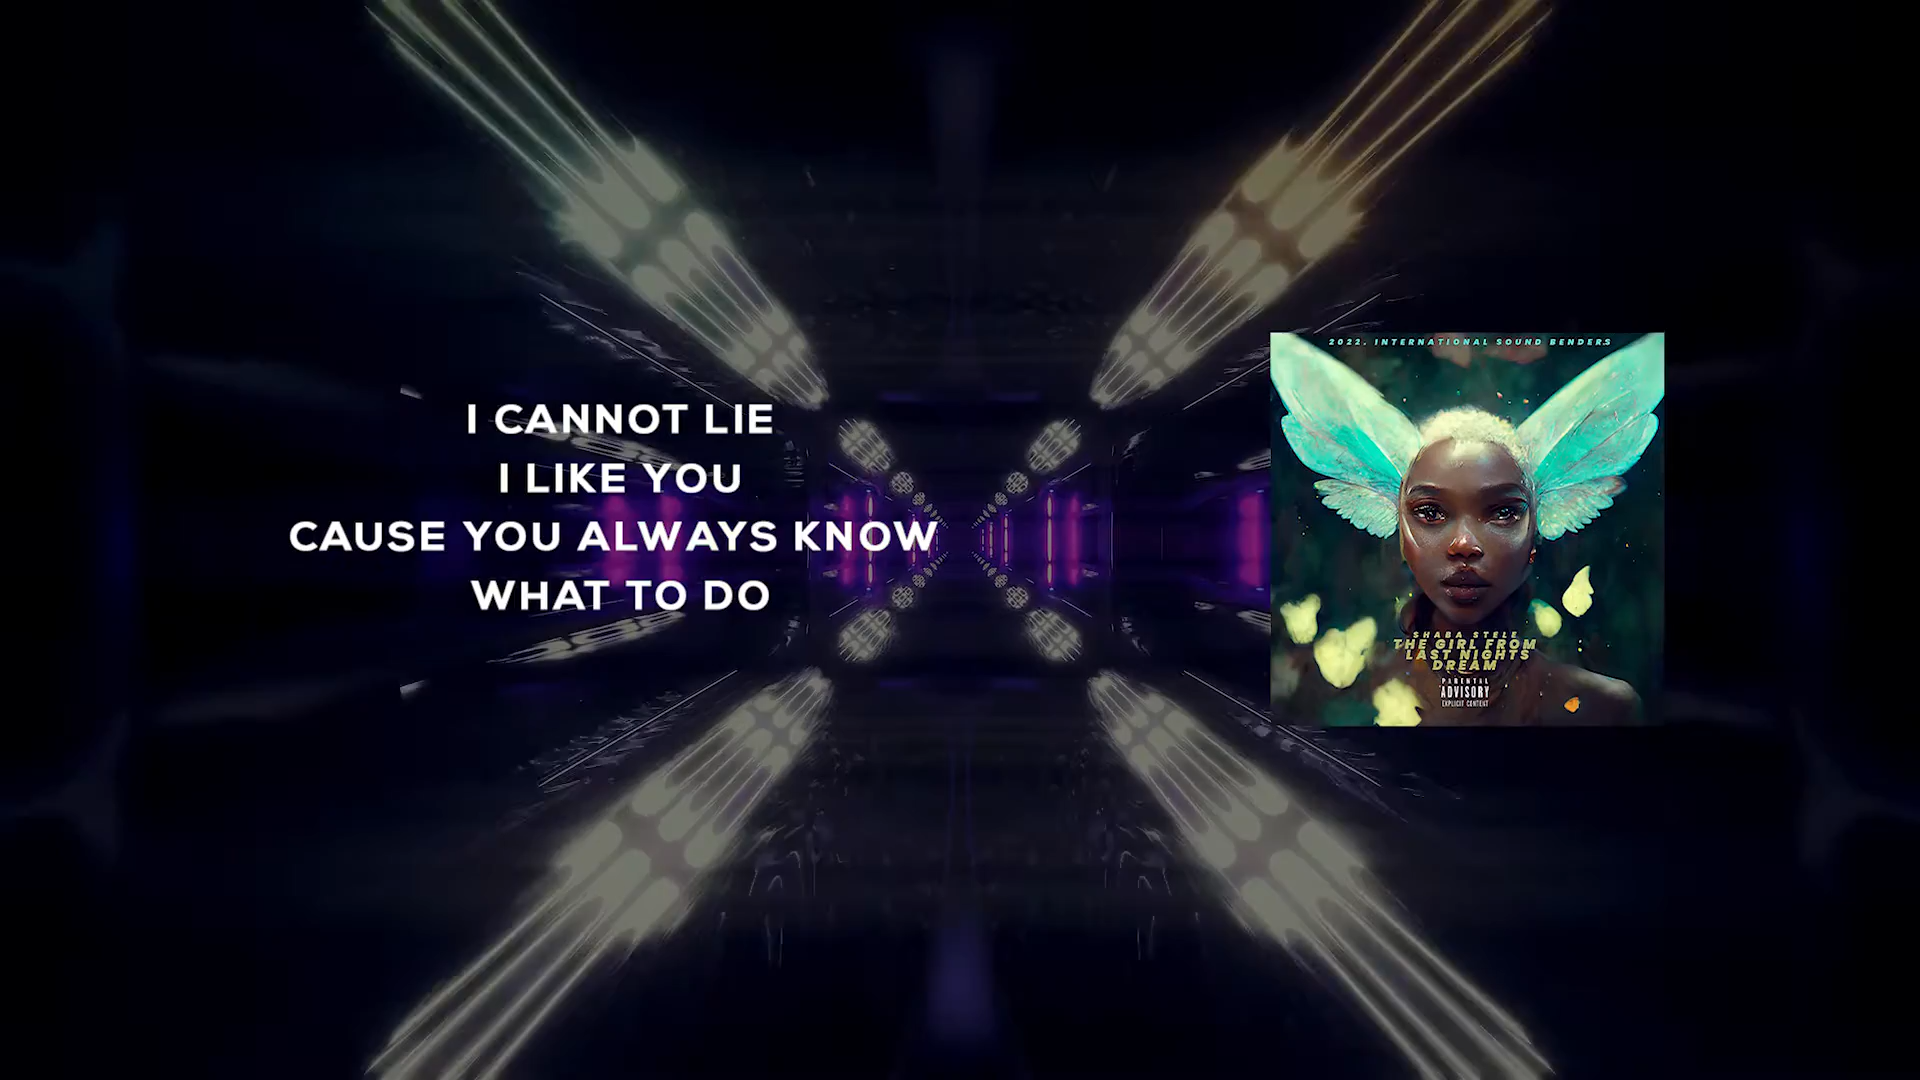 I CANNOT LIE
I LIKE YOU
CAUSE YOU ALWAYS KNOW
WHAT TO DO
2022. INTERNATIONAL SOUND BENDERS
SHABA STELE
THE GIRL FROM
LAST NIGHTS
DREAM
PARENTAL
ADVISORY
EXPLICIT CONTENT